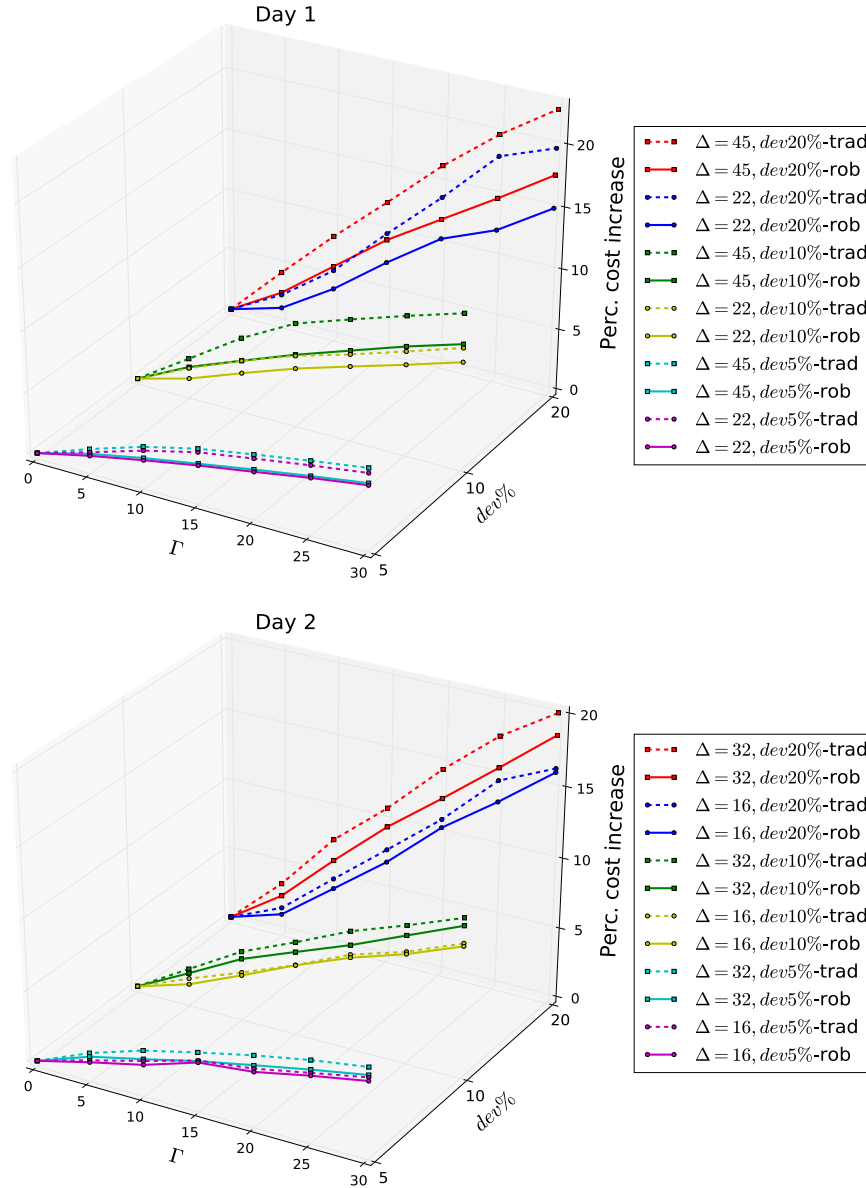 Day 1
20
15
10
5
0
Perc. cost increase
20
10
5
dev%
0
5
10
15
20
25
30
Γ
Δ = 45, dev20%-trad
Δ = 45, dev20%-rob
Δ = 22, dev20%-trad
Δ = 22, dev20%-rob
Δ = 45, dev10%-trad
Δ = 45, dev10%-rob
Δ = 22, dev10%-trad
Δ = 22, dev10%-rob
Δ = 45, dev5%-trad
Δ = 45, dev5%-rob
Δ = 22, dev5%-trad
Δ = 22, dev5%-rob
Day 2
20
15
10
5
0
Perc. cost increase
20
10
5
dev%
0
5
10
15
20
25
30
Γ
Δ = 32, dev20%-trad
Δ = 32, dev20%-rob
Δ = 16, dev20%-trad
Δ = 16, dev20%-rob
Δ = 32, dev10%-trad
Δ = 32, dev10%-rob
Δ = 16, dev10%-trad
Δ = 16, dev10%-rob
Δ = 32, dev5%-trad
Δ = 32, dev5%-rob
Δ = 16, dev5%-trad
Δ = 16, dev5%-rob